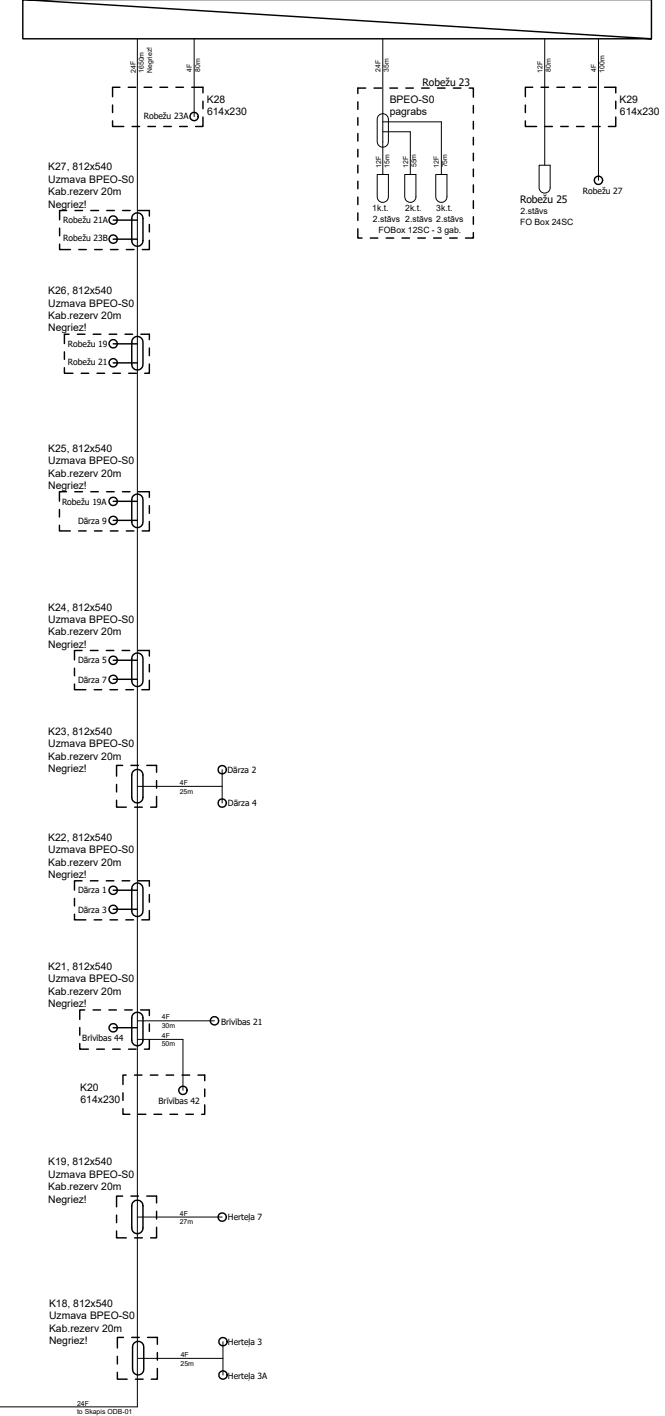 24F
1650m
Negriez!
4F
80m
24F
35m
12F
80m
4F
100m
K28
614x230
Robežu 23A
Robežu 23
BPEO-S0
pagrabs
12F
15m
12F
55m
12F
75m
1k.t.
2.stāvs
2k.t.
2.stāvs
3k.t.
2.stāvs
FOBox 12SC - 3 gab.
K29
614x230
Robežu 25
2.stāvs
FO Box 24SC
Robežu 27
K27, 812x540
Uzmava BPEO-S0
Kab.rezerv 20m
Negriez!
Robežu 21A
Robežu 23B
K26, 812x540
Uzmava BPEO-S0
Kab.rezerv 20m
Negriez!
Robežu 19
Robežu 21
K25, 812x540
Uzmava BPEO-S0
Kab.rezerv 20m
Negriez!
Robežu 19A
Dārza 9
K24, 812x540
Uzmava BPEO-S0
Kab.rezerv 20m
Negriez!
Dārza 5
Dārza 7
K23, 812x540
Uzmava BPEO-S0
Kab.rezerv 20m
Negriez!
4F
25m
Dārza 2
Dārza 4
K22, 812x540
Uzmava BPEO-S0
Kab.rezerv 20m
Negriez!
Dārza 1
Dārza 3
K21, 812x540
Uzmava BPEO-S0
Kab.rezerv 20m
Negriez!
Brīvības 44
4F
30m
Brīvības 21
4F
50m
K20
614x230
Brīvības 42
K19, 812x540
Uzmava BPEO-S0
Kab.rezerv 20m
Negriez!
4F
27m
Herteļa 7
K18, 812x540
Uzmava BPEO-S0
Kab.rezerv 20m
Negriez!
4F
25m
Herteļa 3
Herteļa 3A
24F
to Skapis ODB-01